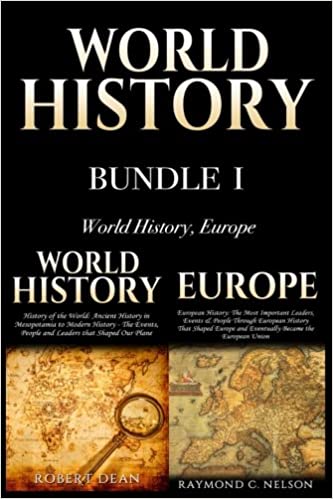 WORLD
HISTORY
BUNDLE I
World History, Europe
WORLD
HISTORY
History of the World: Ancient History in
Mesopotamia to Modern History - The Events,
People and Leaders that Shaped Our Plane
ROBERT DEAN
EUROPE
European History: The Most Important Leaders,
Events & People Through European History
That Shaped Europe and Eventually Became the
European Union
RAYMOND C. NELSON